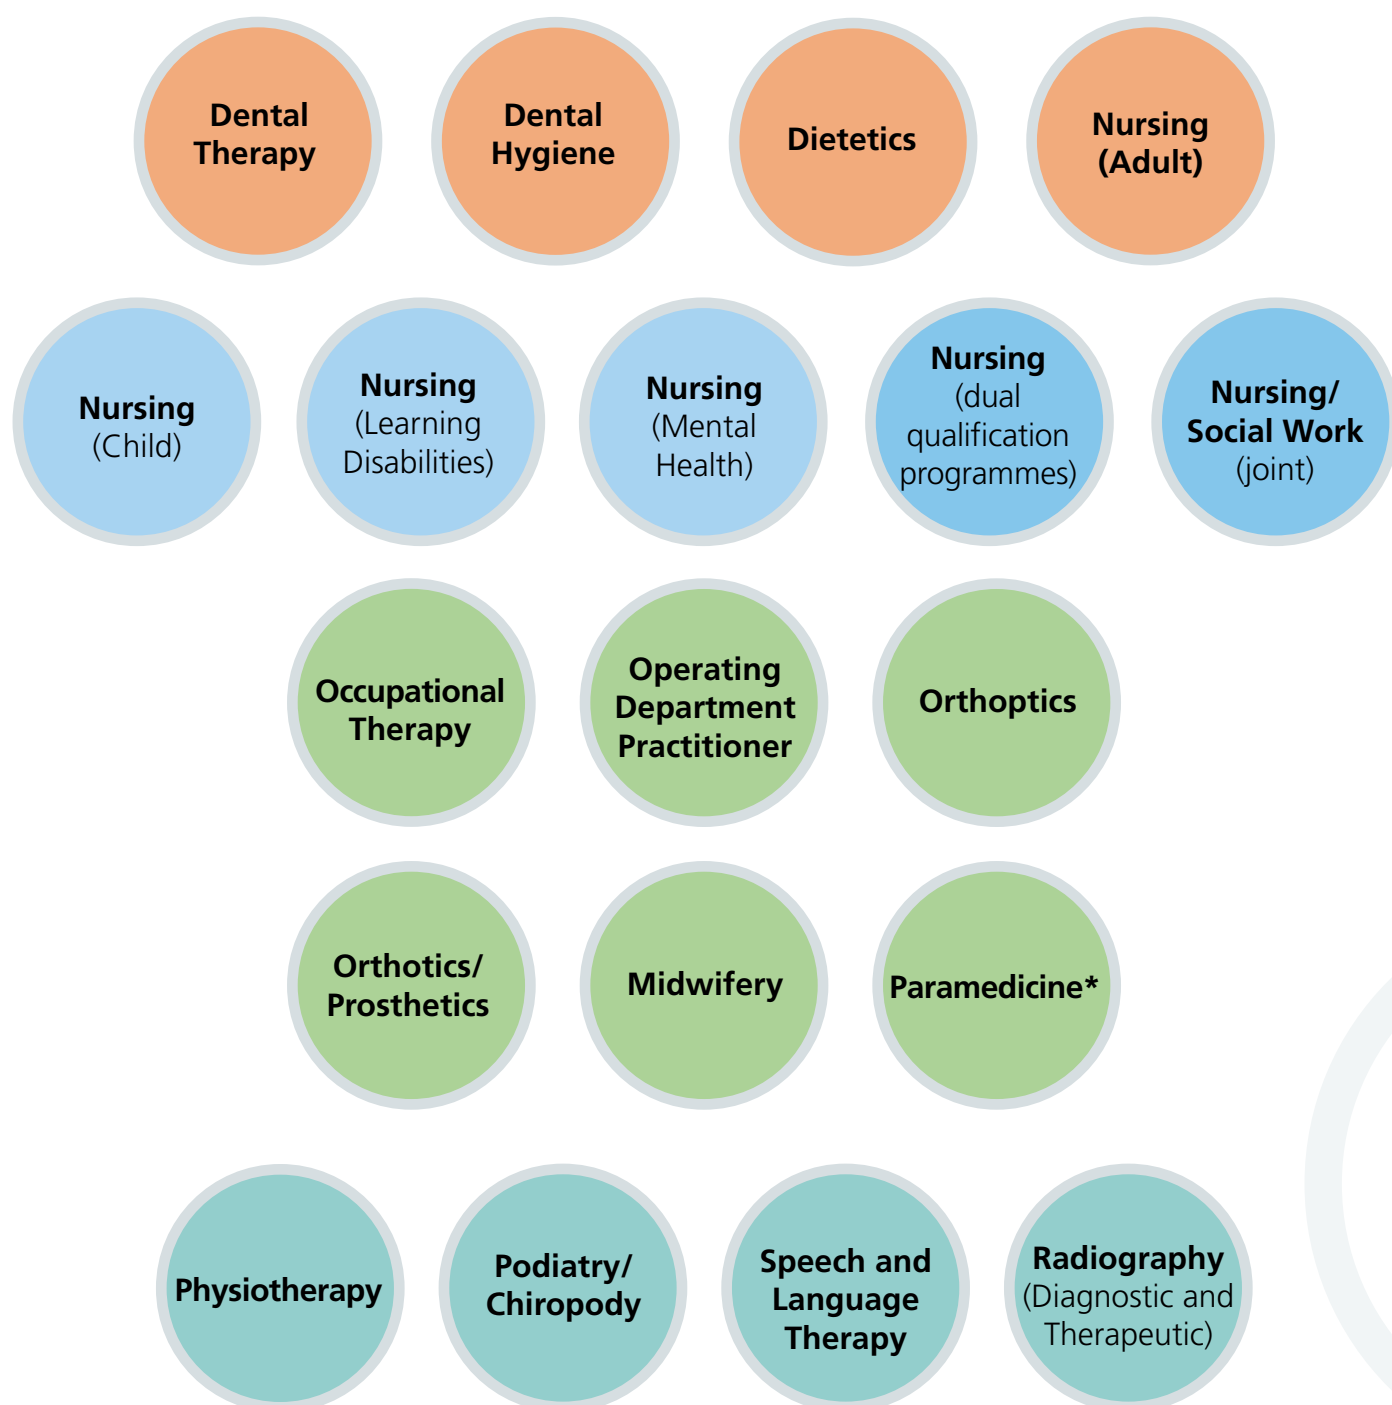 Dental
Therapy
Dental
Hygiene
Dietetics
Nursing
(Adult)
Nursing
(Child)
Nursing
(Learning
Disabilities)
Nursing
(Mental
Health)
Nursing
(dual
qualification
programmes)
Nursing/
Social Work
(joint)
Occupational
Therapy
Operating
Department
Practitioner
Orthoptics
Orthotics/
Prosthetics
Midwifery
Paramedicine*
Physiotherapy
Podiatry/
Chiropody
Speech and
Language
Therapy
Radiography
(Diagnostic and
Therapeutic)